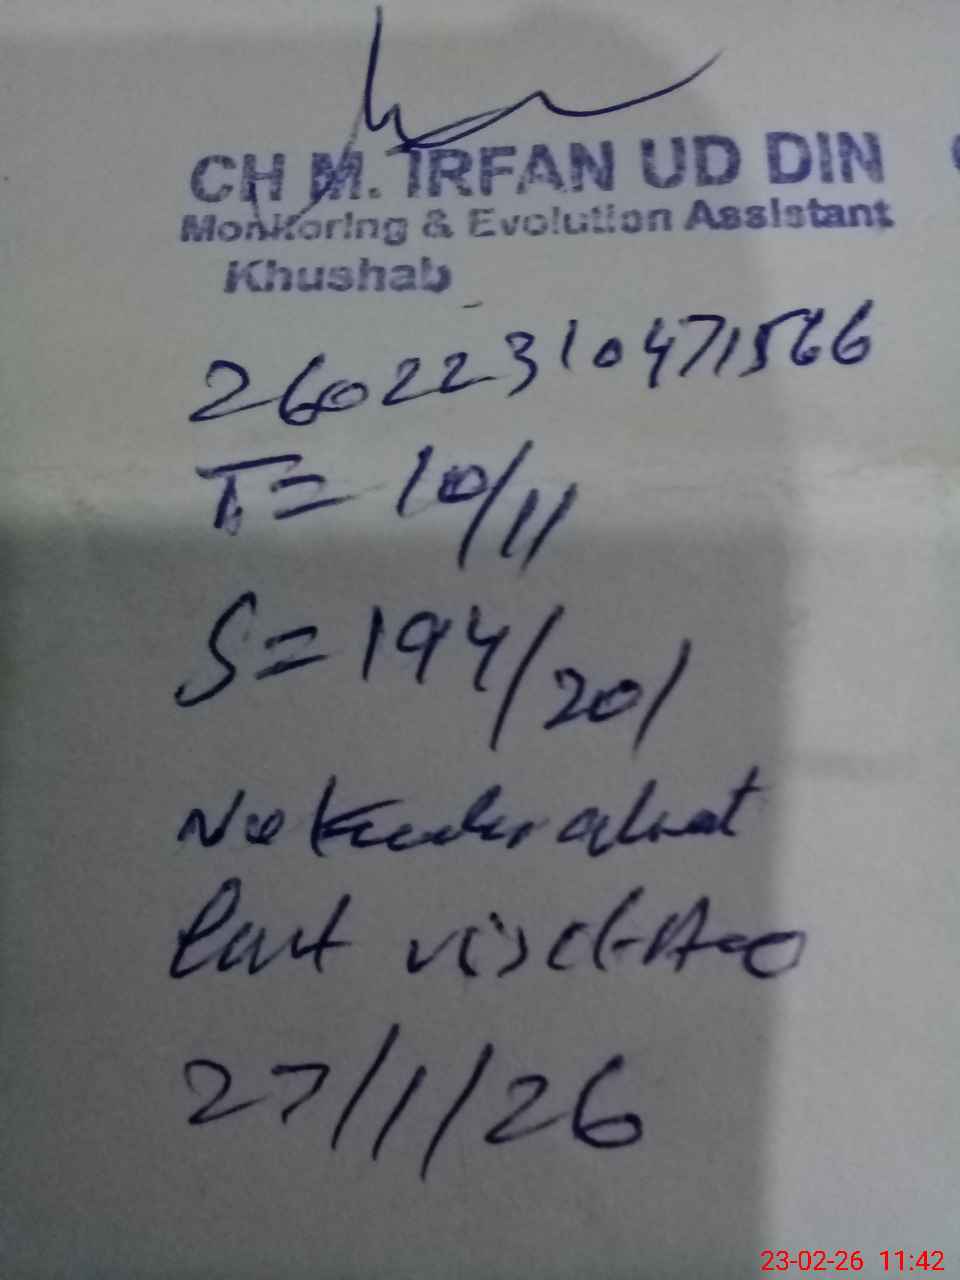 CH M. IRFAN UD DIN
Monitoring & Evolution Assistant
Khushab
26022310471566
T= 10/11
S= 194/201
last visit
27/1/26
23-02-26 11:42